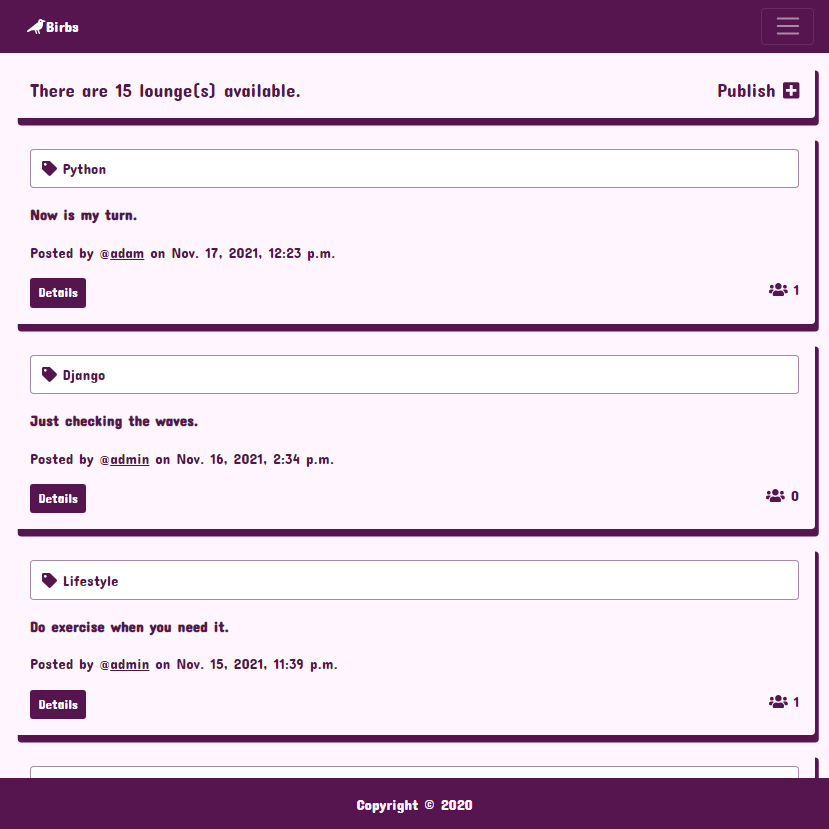 Birbs
There are 15 lounge(s) available.
Publish
Python
Now is my turn.
Posted by @adam on Nov. 17, 2021, 12:23 p.m.
Details
1
Django
Just checking the waves.
Posted by @admin on Nov. 16, 2021, 2:34 p.m.
Details
0
Lifestyle
Do exercise when you need it.
Posted by @admin on Nov. 15, 2021, 11:39 p.m.
Details
1
Copyright © 2020